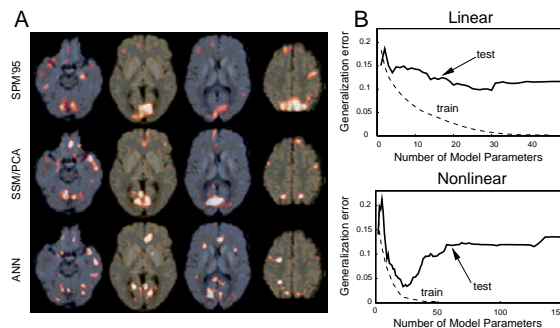 A
SPM'95
SSM/PCA
ANN
B
Linear
Generalization error
0.2
0.15
0.1
0.05
0
test
train
0
10
20
30
40
Number of Model Parameters
Nonlinear
Generalization error
0.2
0.15
0.1
0.05
0
train
test
0
50
100
150
Number of Model Parameters